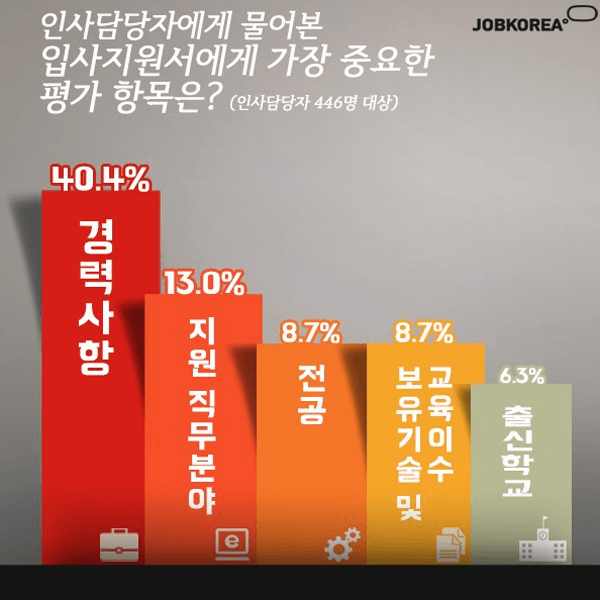 인사담당자에게 물어본
입사지원서에게 가장 중요한
평가 항목은? (인사담당자 446명 대상)
JOBKOREA
40.4%
경력사항
13.0%
지원 직무분야
8.7%
전공
8.7%
교육이수
보유기술 및
6.3%
출신학교
e